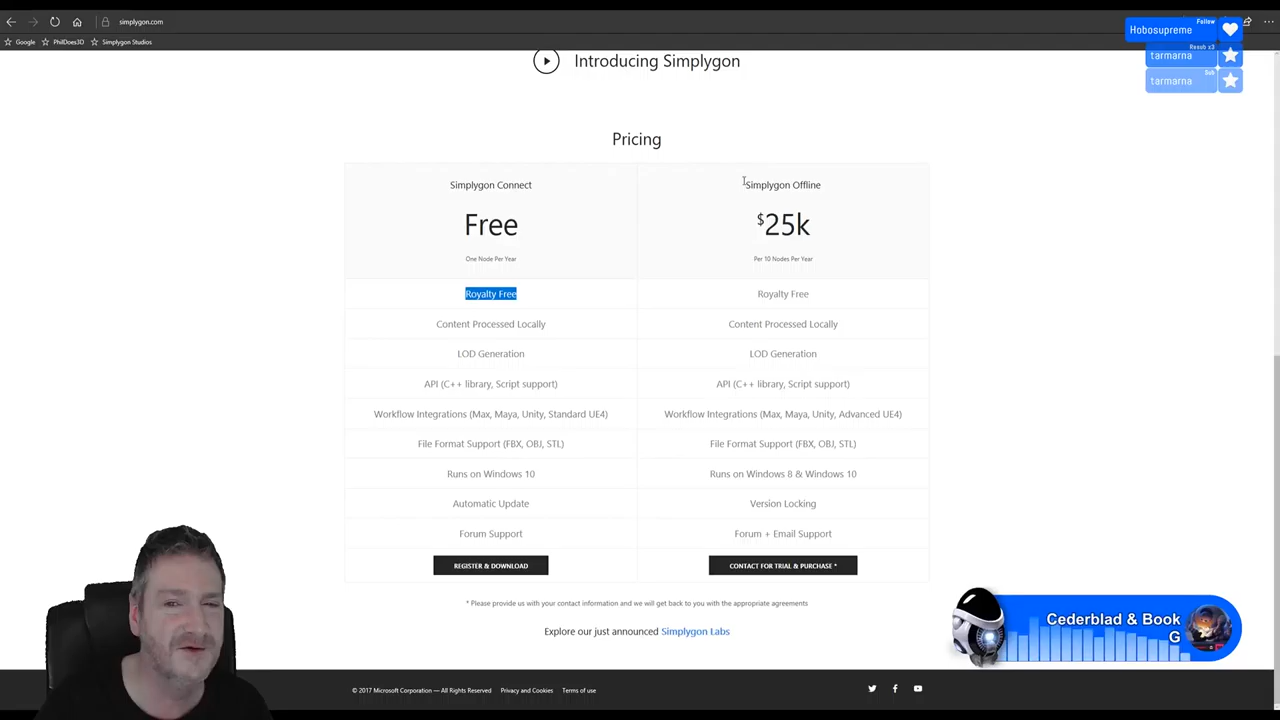 simplygon.com
Google
PhillDoes3D
Simplygon Studios
Follow
Hobosupreme
Resub x3
tarmarna
Sub
tarmarna
Introducing Simplygon
Pricing
Simplygon Connect
Simplygon Offline
Free
$25k
One Node Per Year
Per 10 Nodes Per Year
Royalty Free
Royalty Free
Content Processed Locally
Content Processed Locally
LOD Generation
LOD Generation
API (C++ library, Script support)
API (C++ library, Script support)
Workflow Integrations (Max, Maya, Unity, Standard UE4)
Workflow Integrations (Max, Maya, Unity, Advanced UE4)
File Format Support (FBX, OBJ, STL)
File Format Support (FBX, OBJ, STL)
Runs on Windows 10
Runs on Windows 8 & Windows 10
Automatic Update
Version Locking
Forum Support
Forum + Email Support
REGISTER & DOWNLOAD
CONTACT FOR TRIAL & PURCHASE *
* Please provide us with your contact information and we will get back to you with the appropriate agreements
Explore our just announced Simplygon Labs
Cederblad & Book
G
© 2017 Microsoft Corporation — All Rights Reserved
Privacy and Cookies
Terms of use